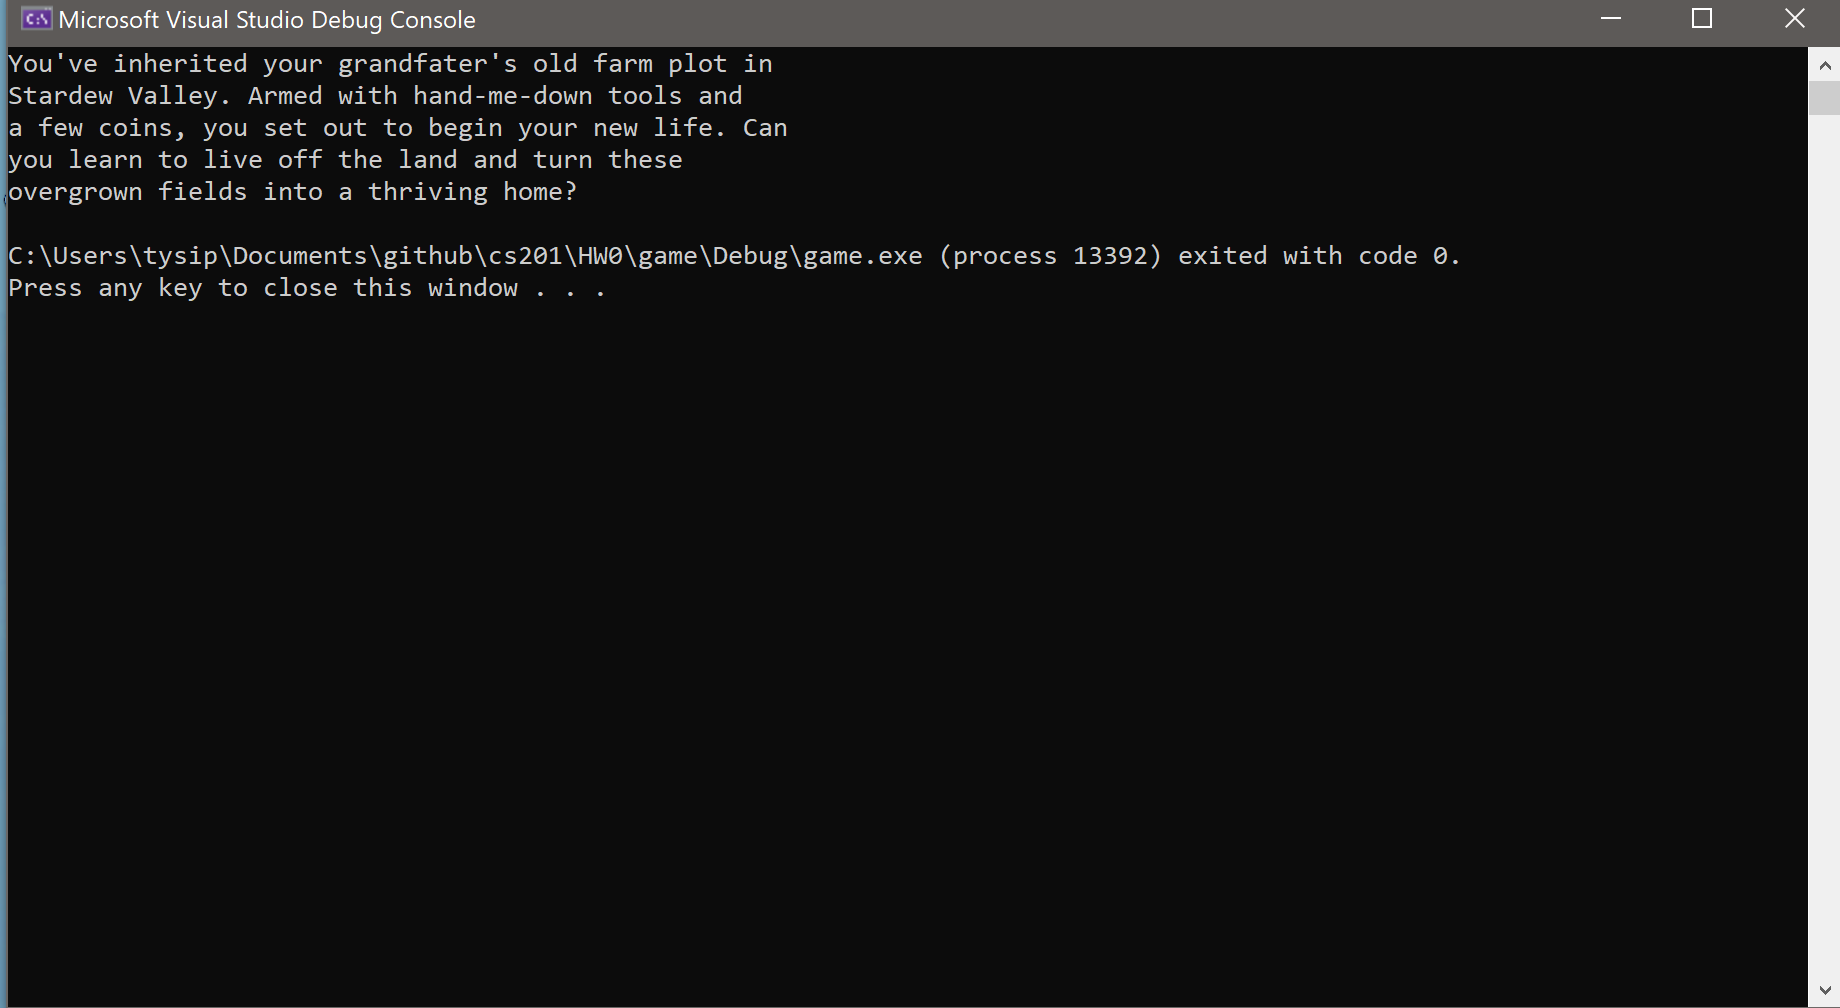 Microsoft Visual Studio Debug Console
You've inherited your grandfater's old farm plot in
Stardew Valley. Armed with hand-me-down tools and
a few coins, you set out to begin your new life. Can
you learn to live off the land and turn these
overgrown fields into a thriving home?
C:\Users\tysip\Documents\github\cs201\HW0\game\Debug\game.exe (process 13392) exited with code 0.
Press any key to close this window . . .